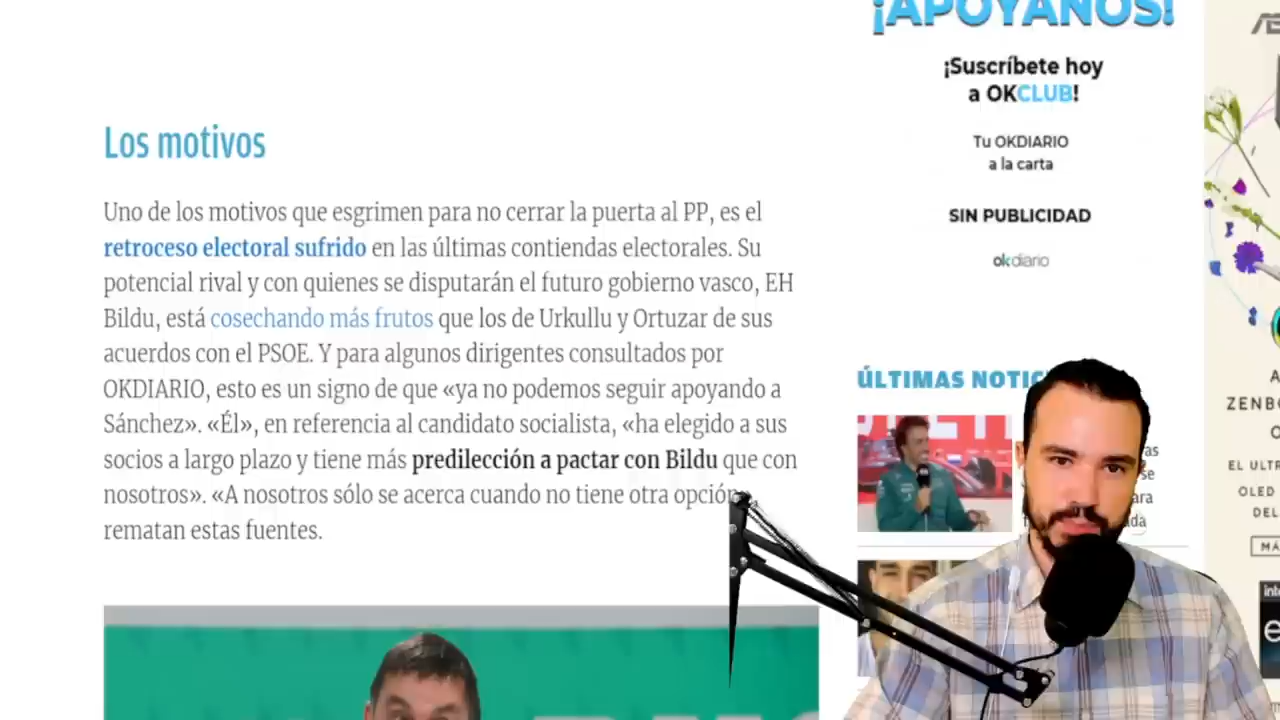 ¡APÓYANOS!
¡Suscríbete hoy
a OKCLUB!
Tu OKDIARIO
a la carta
SIN PUBLICIDAD
okdiario
Los motivos
Uno de los motivos que esgrimen para no cerrar la puerta al PP, es el
retroceso electoral sufrido en las últimas contiendas electorales. Su
potencial rival y con quienes se disputarán el futuro gobierno vasco, EH
Bildu, está cosechando más frutos que los de Urkullu y Ortuzar de sus
acuerdos con el PSOE. Y para algunos dirigentes consultados por
OKDIARIO, esto es un signo de que «ya no podemos seguir apoyando a
Sánchez». «Él», en referencia al candidato socialista, «ha elegido a sus
socios a largo plazo y tiene más predilección a pactar con Bildu que con
nosotros». «A nosotros sólo se acerca cuando no tiene otra opción
rematan estas fuentes.
ÚLTIMAS NOTIC
se
ZENBO
EL ULTR
OLED
DEL
MÁ
inte